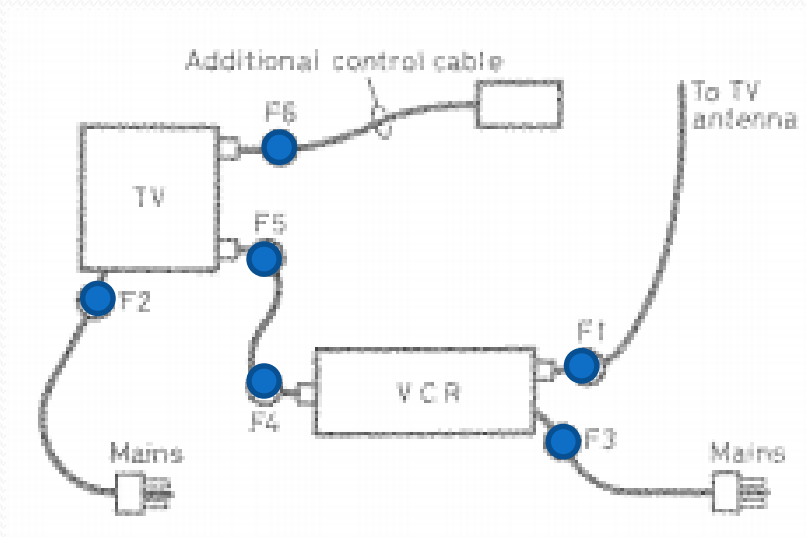 Additional control cable
To TV
antenna
F6
TV
F5
F2
F1
VCR
F4
F3
Mains
Mains